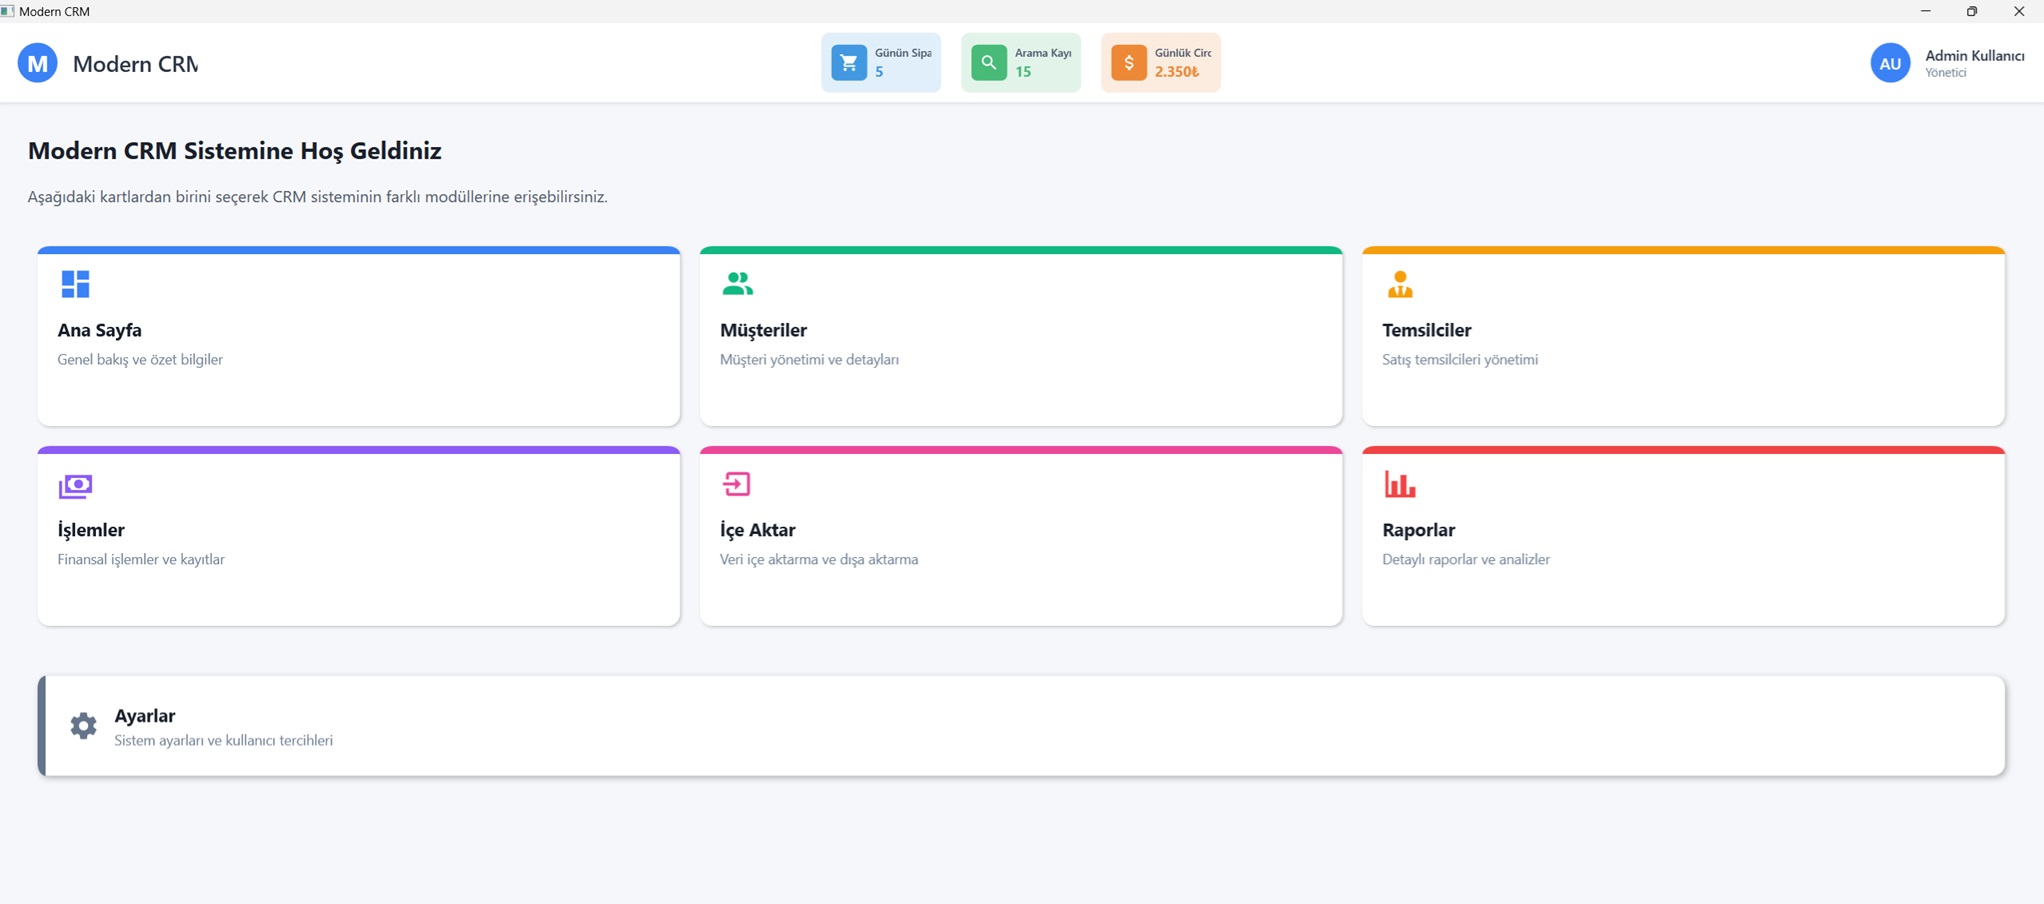 Modern CRM
M
Modern CRM
Günün Sipa
5
Arama Kayı
15
Günlük Circ
2.350₺
AU
Admin Kullanıcı
Yönetici
Modern CRM Sistemine Hoş Geldiniz
Aşağıdaki kartlardan birini seçerek CRM sisteminin farklı modüllerine erişebilirsiniz.
Ana Sayfa
Genel bakış ve özet bilgiler
Müşteriler
Müşteri yönetimi ve detayları
Temsilciler
Satış temsilcileri yönetimi
İşlemler
Finansal işlemler ve kayıtlar
İçe Aktar
Veri içe aktarma ve dışa aktarma
Raporlar
Detaylı raporlar ve analizler
Ayarlar
Sistem ayarları ve kullanıcı tercihleri